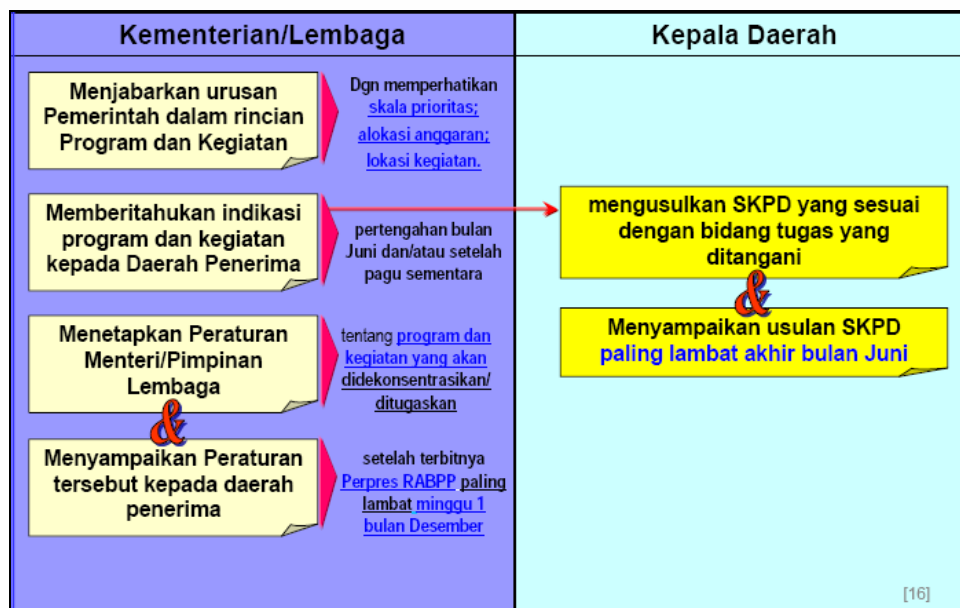 Kementerian/Lembaga
Menjabarkan urusan
Pemerintah dalam rincian
Program dan Kegiatan
Dgn memperhatikan
skala prioritas;
alokasi anggaran;
lokasi kegiatan.
Memberitahukan indikasi
program dan kegiatan
kepada Daerah Penerima
pertengahan bulan
Juni dan/atau setelah
pagu sementara
Menetapkan Peraturan
Menteri/Pimpinan
Lembaga
tentang program dan
kegiatan yang akan
didekonsentrasikan/
ditugaskan
&
Menyampaikan Peraturan
tersebut kepada daerah
penerima
setelah terbitnya
Perpres RABPP paling
lambat minggu 1
bulan Desember
Kepala Daerah
mengusulkan SKPD yang sesuai
dengan bidang tugas yang
ditangani
&
Menyampaikan usulan SKPD
paling lambat akhir bulan Juni
[16]